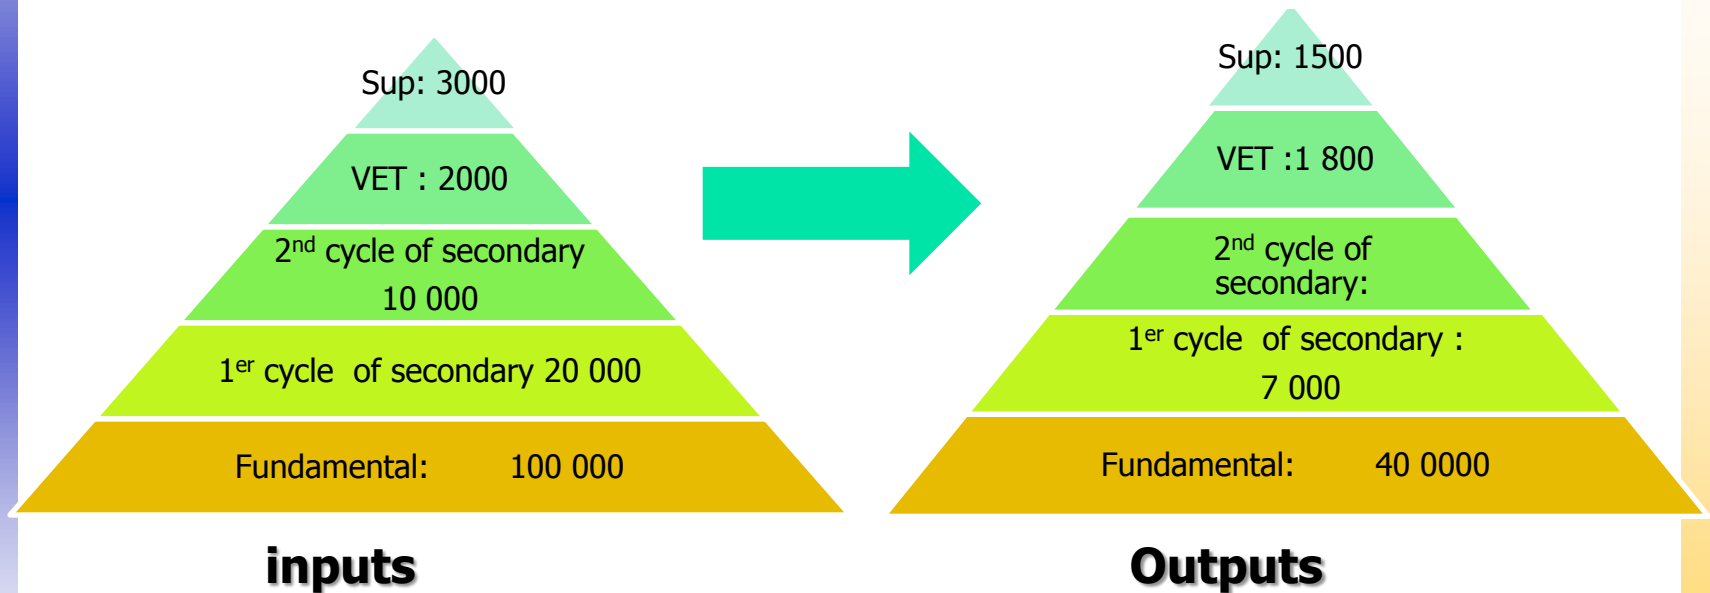 Sup: 3000
VET : 2000
2nd cycle of secondary
10 000
1er cycle of secondary 20 000
Fundamental: 100 000
inputs
Sup: 1500
VET :1 800
2nd cycle of
secondary:
1er cycle of secondary :
7 000
Fundamental: 40 0000
Outputs